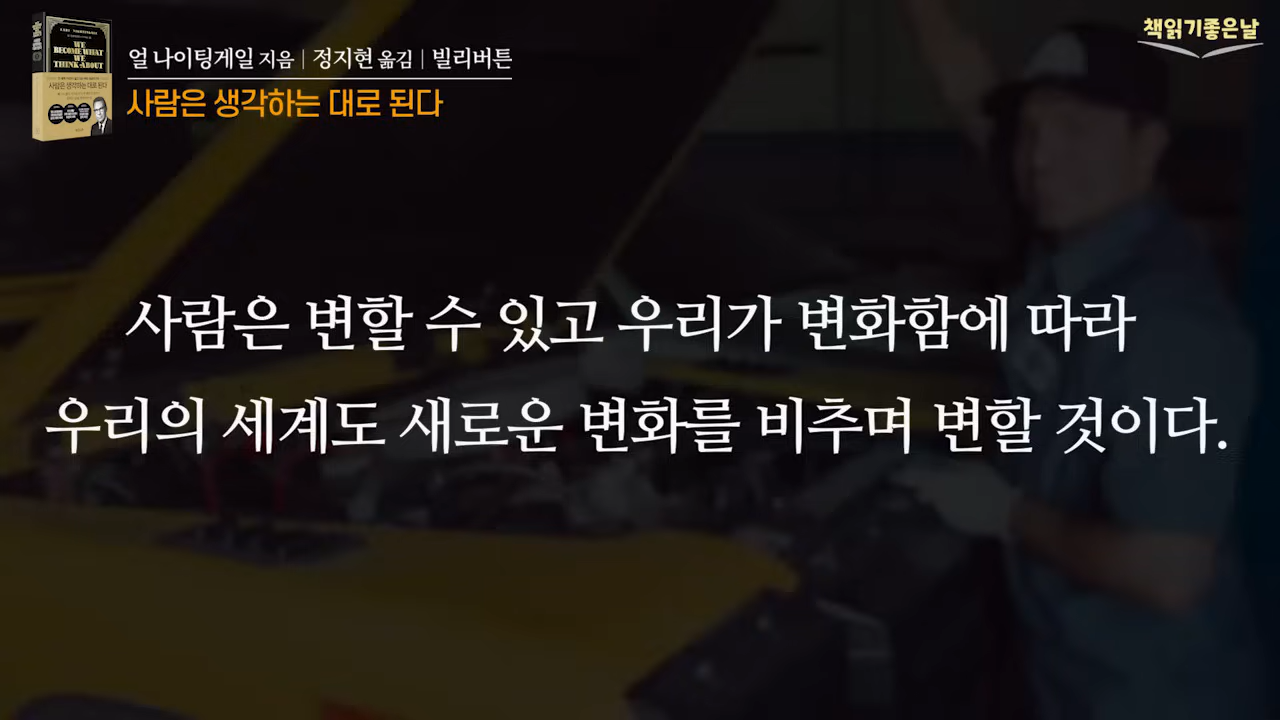 얼 나이팅게일 지음 | 정지현 옮김 | 빌리버튼
사람은 생각하는 대로 된다
책읽기좋은날
WE
BECOME WHAT
WE
THINK ABOUT
사람은 생각하는 대로 된다
사람은 변할 수 있고 우리가 변화함에 따라
우리의 세계도 새로운 변화를 비추며 변할 것이다.